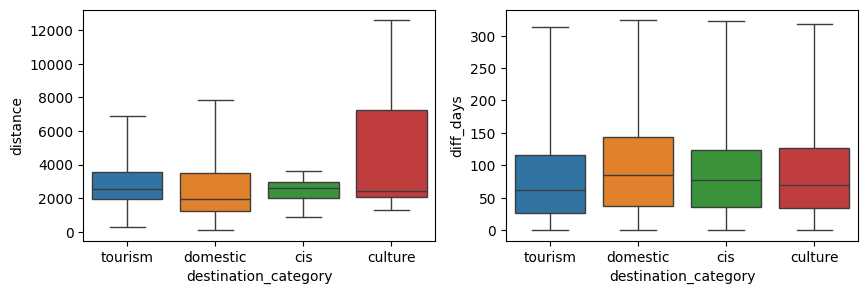 12000
10000
8000
6000
4000
2000
0
distance
tourism domestic cis culture
destination_category
300
250
200
150
100
50
0
diff_days
tourism domestic cis culture
destination_category